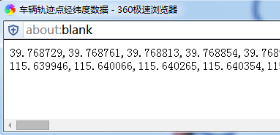 车辆轨迹点经纬度数据 - 360极速浏览器
about:blank
39.768729, 39.768761, 39.768813, 39.768854, 39.768
115.639946, 115.640066, 115.640265, 115.640354, 115